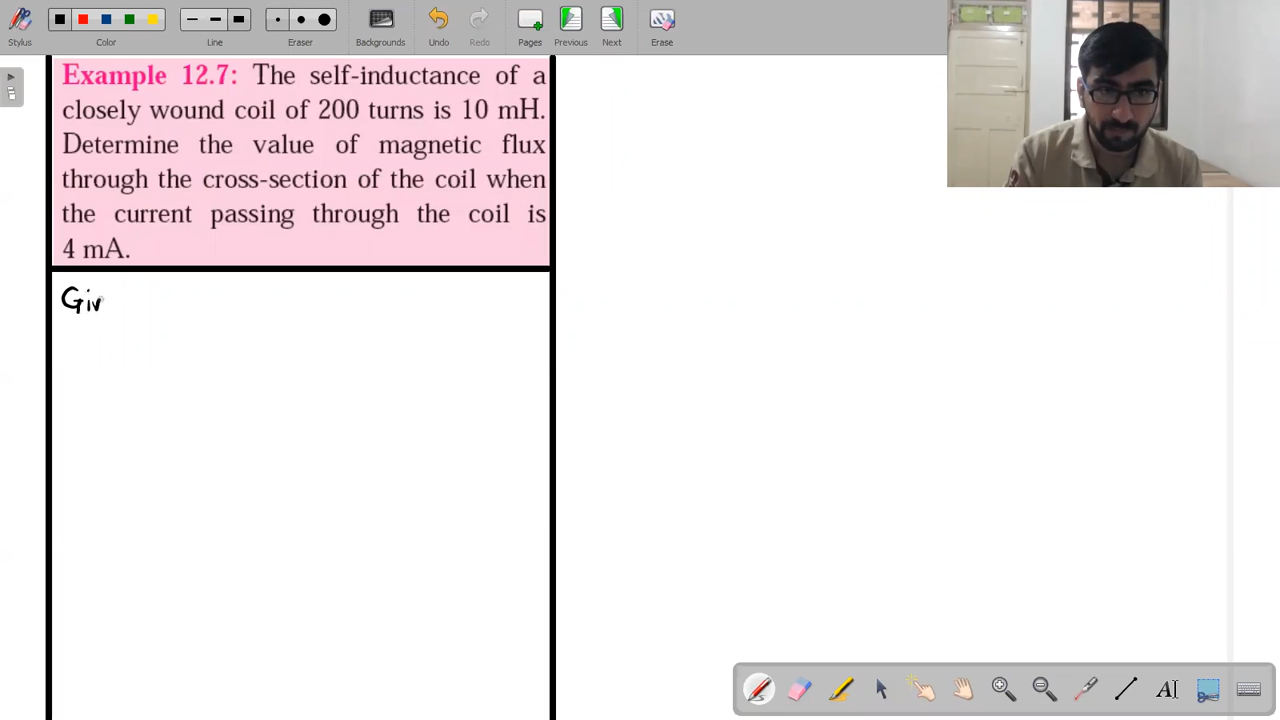 Stylus
Color
Line
Eraser
Backgrounds
Undo
Redo
Pages
Previous
Next
Erase
Example 12.7: The self-inductance of a
closely wound coil of 200 turns is 10 mH.
Determine the value of magnetic flux
through the cross-section of the coil when
the current passing through the coil is
4 mA.
Giv
AI